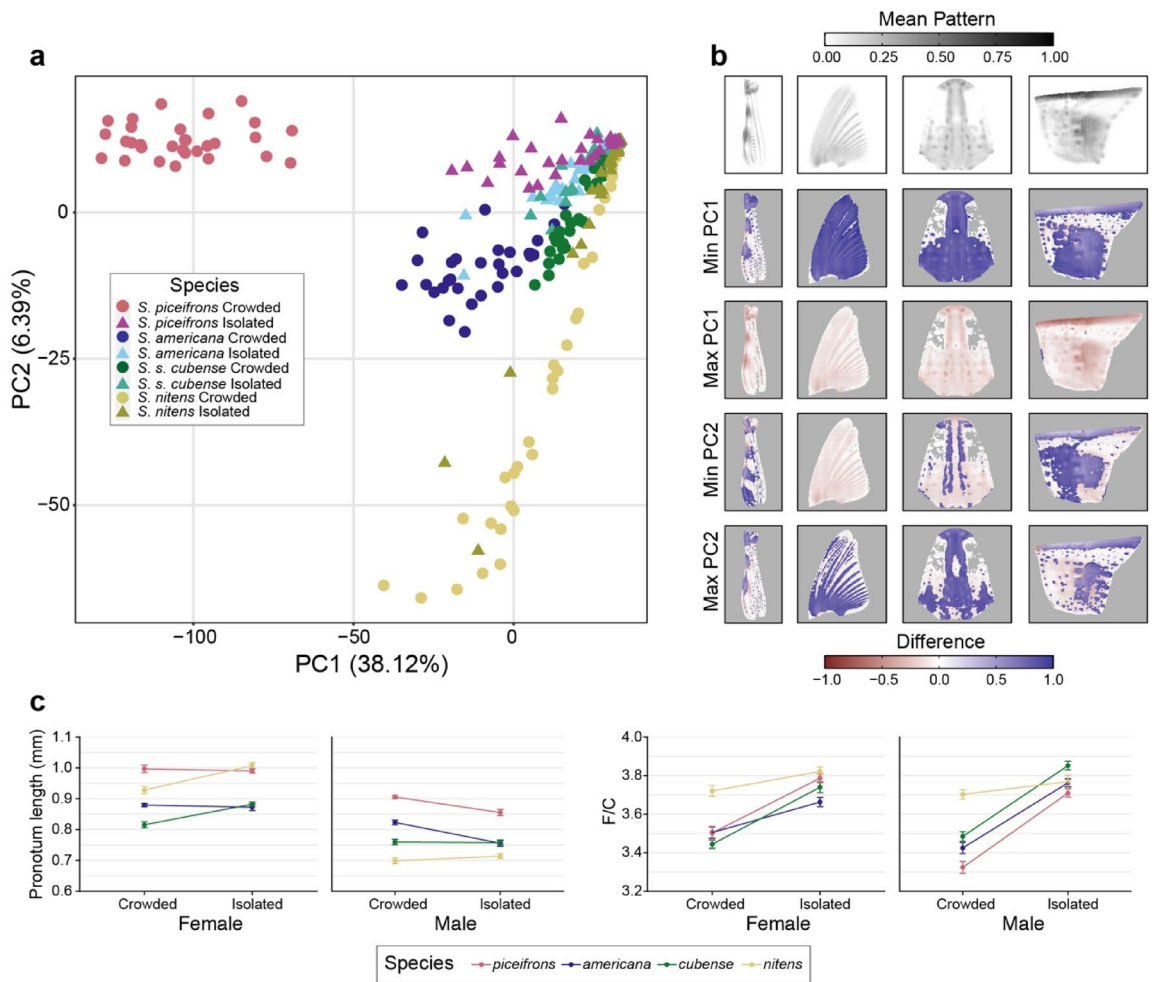 a
0
−25
−50
PC2 (6.39%)
−100
−50
0
PC1 (38.12%)
Species
S. piceifrons Crowded
S. piceifrons Isolated
S. americana Crowded
S. americana Isolated
S. s. cubense Crowded
S. s. cubense Isolated
S. nitens Crowded
S. nitens Isolated
b
Mean Pattern
0.00 0.25 0.50 0.75 1.00
Min PC1
Max PC1
Min PC2
Max PC2
Difference
−1.0 −0.5 0.0 0.5 1.0
c
Pronotum length (mm)
1.1
1.0
0.9
0.8
0.7
0.6
Crowded Isolated
Female
Crowded Isolated
Male
F/C
4.0
3.8
3.6
3.4
3.2
Crowded Isolated
Female
Crowded Isolated
Male
Species piceifrons americana cubense nitens